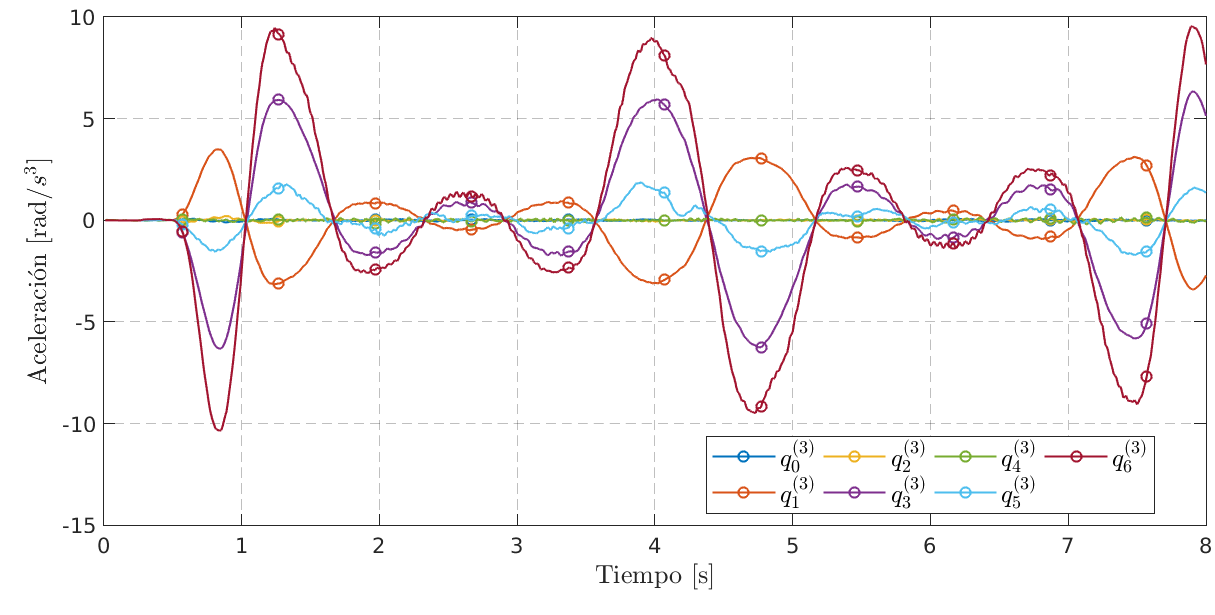 10
5
0
-5
-10
-15
Aceleración [rad/s³]
q₀⁽³⁾ q₂⁽³⁾ q₄⁽³⁾ q₆⁽³⁾
q₁⁽³⁾ q₃⁽³⁾ q₅⁽³⁾
0 1 2 3 4 5 6 7 8
Tiempo [s]